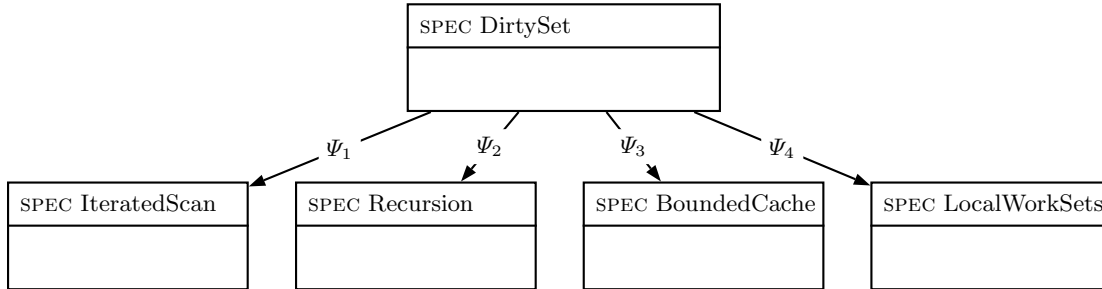 SPEC DirtySet
Ψ1
Ψ2
Ψ3
Ψ4
SPEC IteratedScan
SPEC Recursion
SPEC BoundedCache
SPEC LocalWorkSets